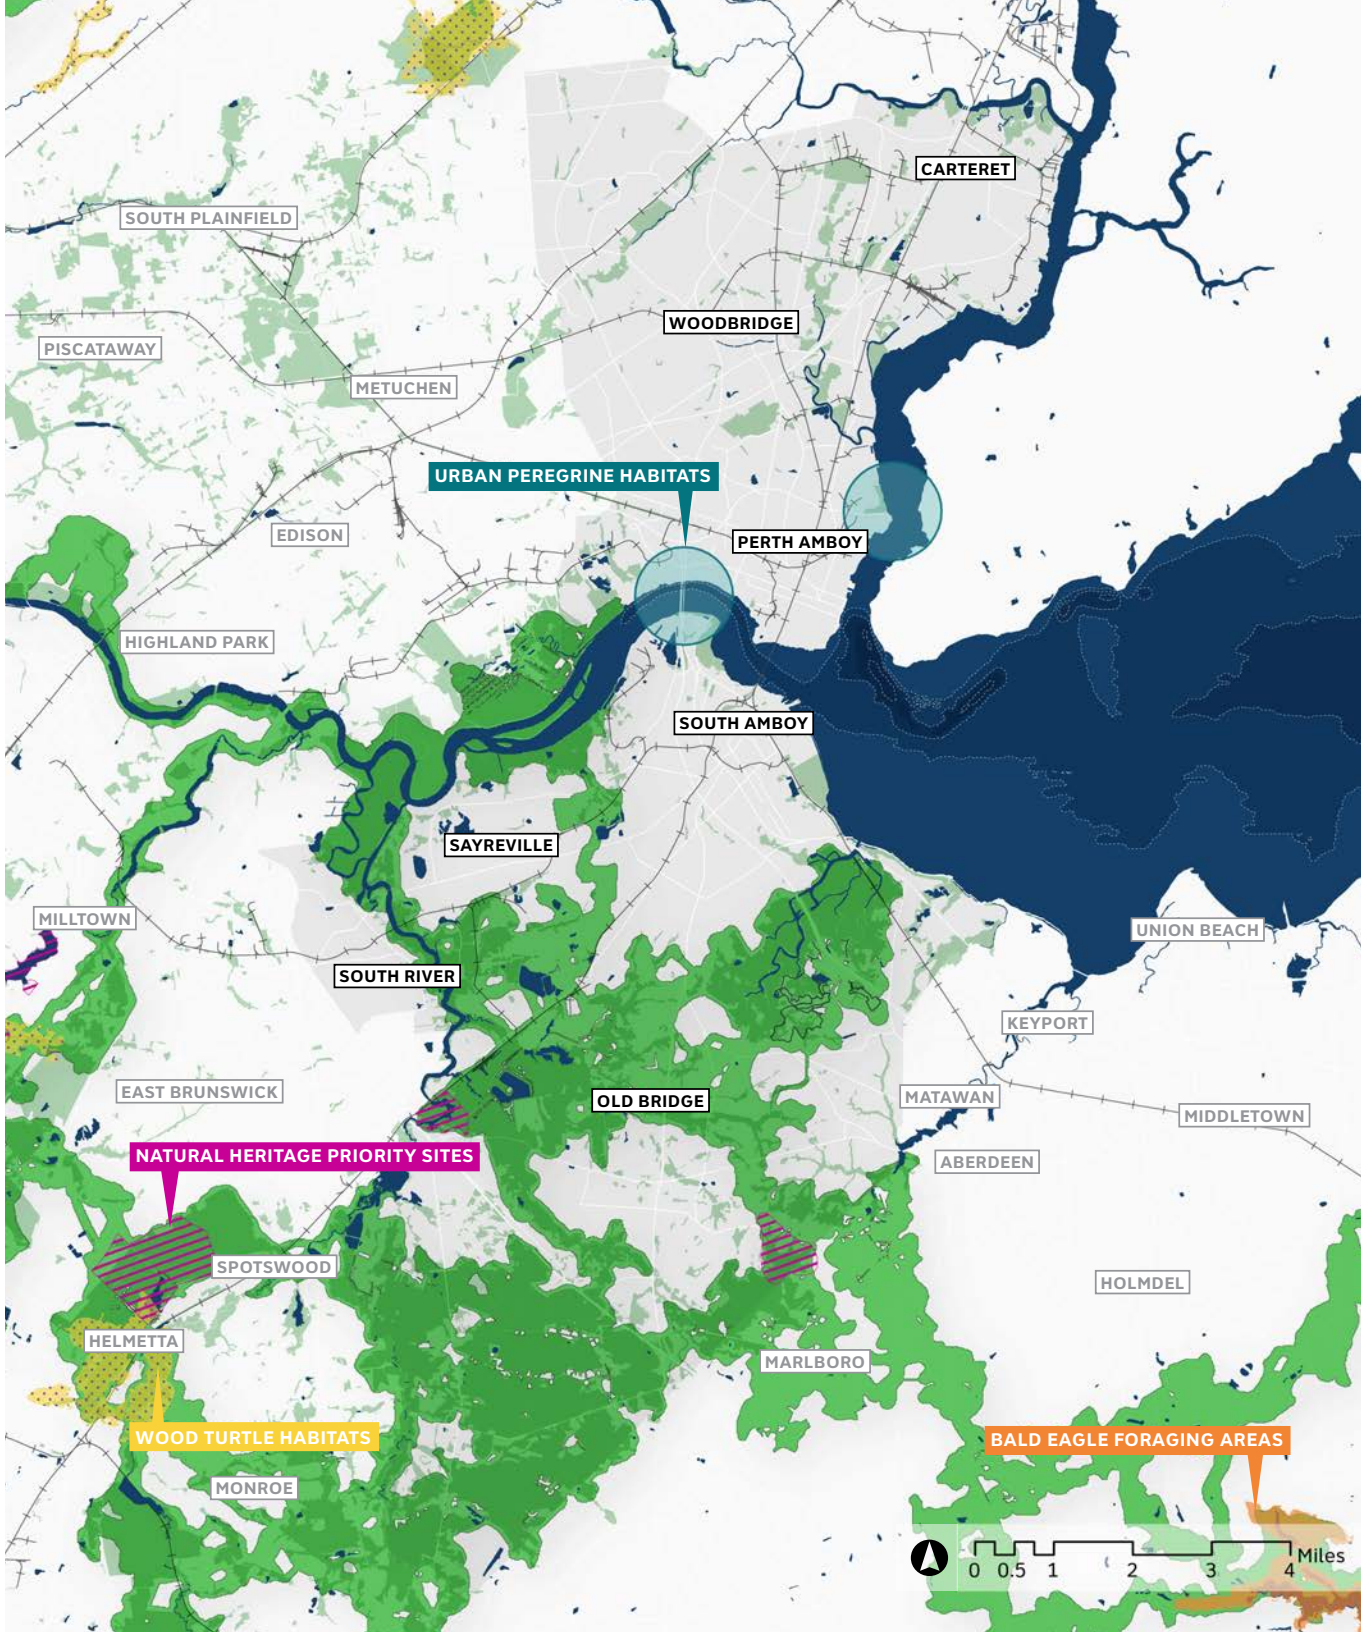 CARTERET
SOUTH PLAINFIELD
WOODBRIDGE
PISCATAWAY
METUCHEN
URBAN PEREGRINE HABITATS
EDISON
PERTH AMBOY
HIGHLAND PARK
SOUTH AMBOY
SAYREVILLE
MILLTOWN
UNION BEACH
SOUTH RIVER
KEYPORT
EAST BRUNSWICK
OLD BRIDGE
MATAWAN
MIDDLETOWN
NATURAL HERITAGE PRIORITY SITES
ABERDEEN
SPOTSWOOD
HOLMDEL
HELMETTA
MARLBORO
WOOD TURTLE HABITATS
BALD EAGLE FORAGING AREAS
MONROE
0 0.5 1 2 3 4 Miles